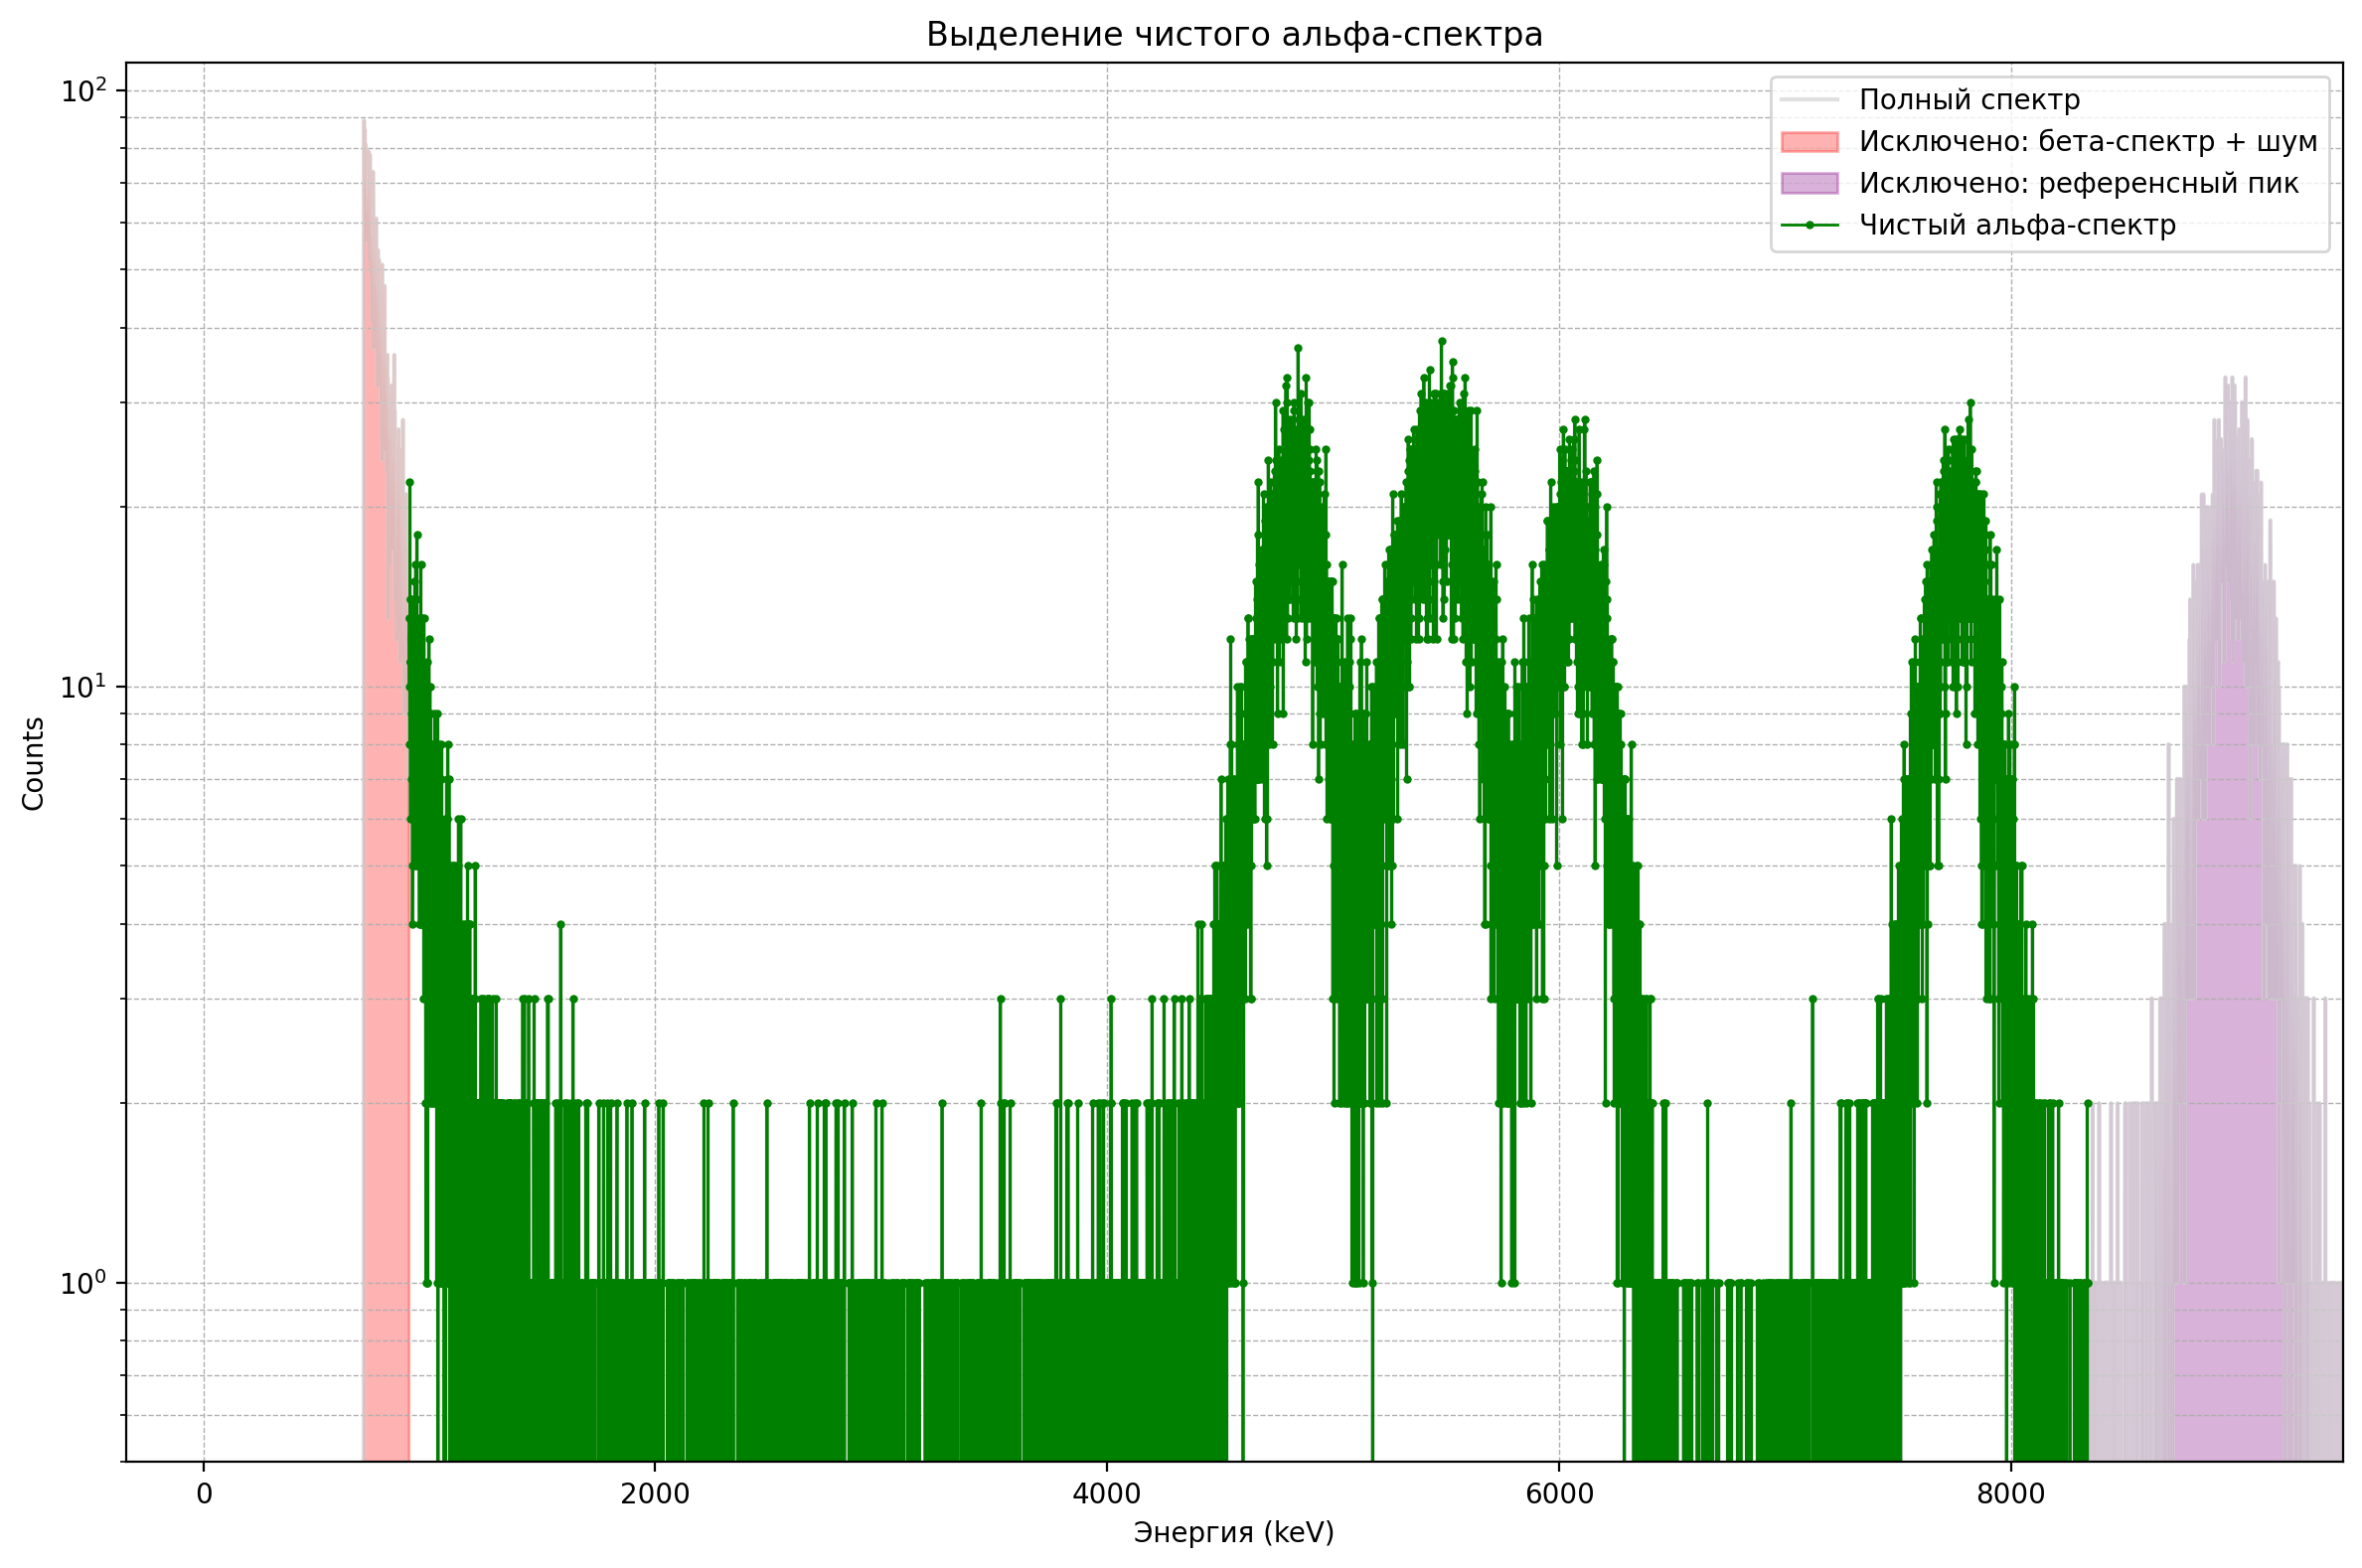 Выделение чистого альфа-спектра
Полный спектр
Исключено: бета-спектр + шум
Исключено: референсный пик
Чистый альфа-спектр
Counts
10²
10¹
10⁰
0 2000 4000 6000 8000
Энергия (keV)